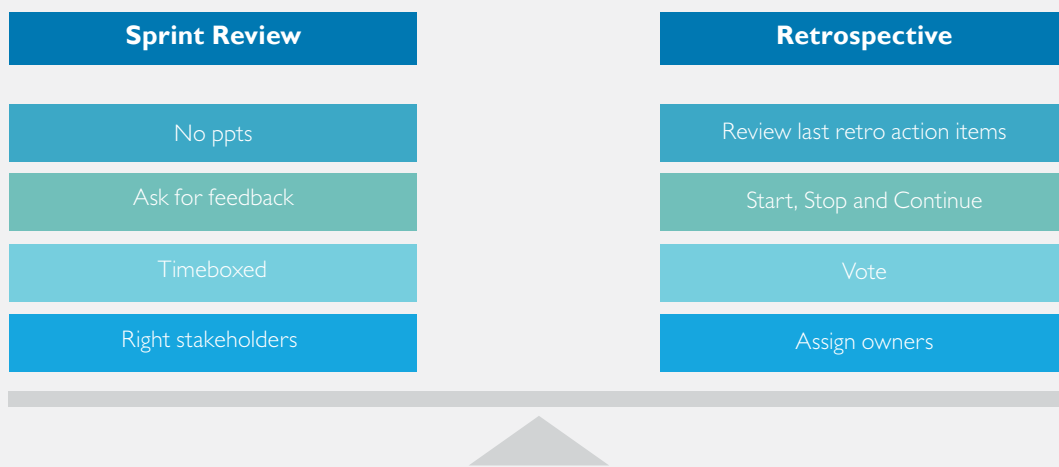 Sprint Review
No ppts
Ask for feedback
Timeboxed
Right stakeholders
Retrospective
Review last retro action items
Start, Stop and Continue
Vote
Assign owners